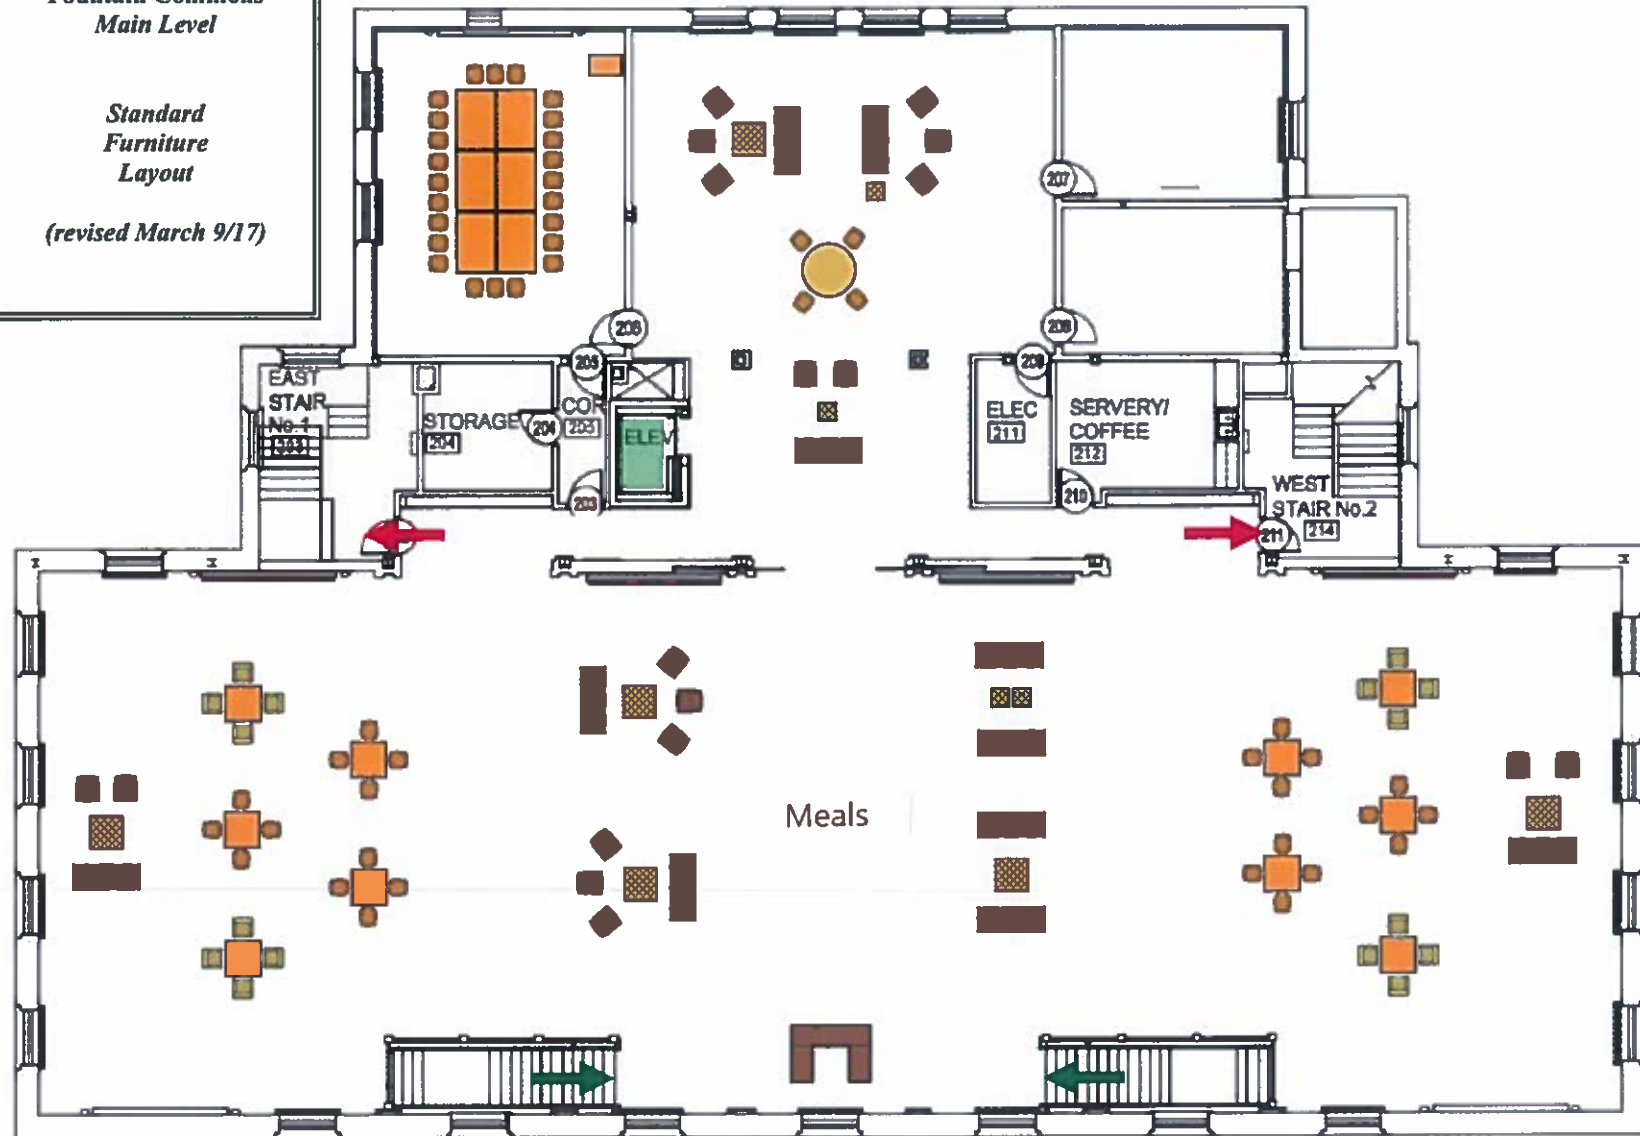 Fountain Commons
Main Level
Standard
Furniture
Layout
(revised March 9/17)
207
206
208
205
209
EAST
STAIR
No.1
STORAGE
204
204
COR
203
ELEV
ELEC
211
SERVERY/
COFFEE
212
203
210
WEST
STAIR No.2
214
211
Meals